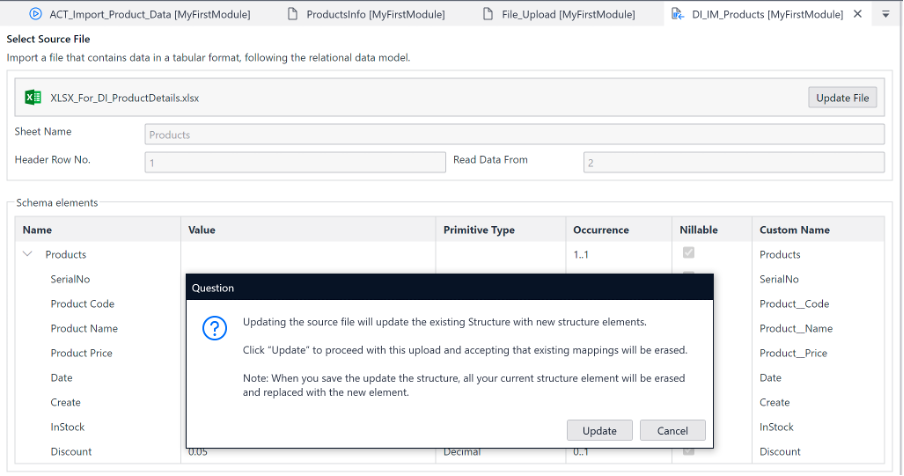 ACT_Import_Product_Data [MyFirstModule] ProductsInfo [MyFirstModule] File_Upload [MyFirstModule] DI_IM_Products [MyFirstModule]
Select Source File
Import a file that contains data in a tabular format, following the relational data model.
XLSX_For_DI_ProductDetails.xlsx Update File
Sheet Name Products
Header Row No. 1 Read Data From 2
Schema elements
Name Value Primitive Type Occurrence Nillable Custom Name
Products 1..1 Products
SerialNo SerialNo
Product Code Product__Code
Product Name Product__Name
Product Price Product__Price
Date Date
Create Create
InStock InStock
Discount 0.05 Decimal 0..1 Discount
Question
Updating the source file will update the existing Structure with new structure elements.
Click "Update" to proceed with this upload and accepting that existing mappings will be erased.
Note: When you save the update the structure, all your current structure element will be erased
and replaced with the new element.
Update Cancel